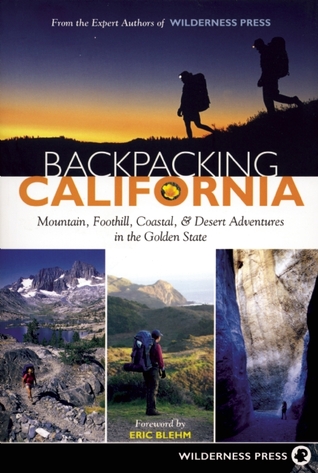 From the Expert Authors of WILDERNESS PRESS
BACKPACKING
CALIFORNIA
Mountain, Foothill, Coastal, & Desert Adventures
in the Golden State
Foreword by
ERIC BLEHM
WILDERNESS PRESS